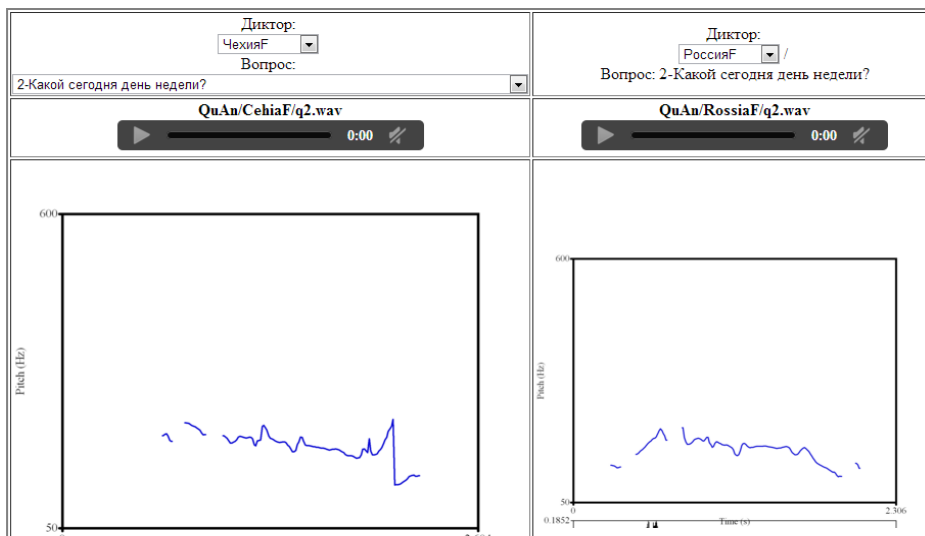 Диктор:
ЧехияF
Вопрос:
2-Какой сегодня день недели?
Диктор:
РоссияF /
Вопрос: 2-Какой сегодня день недели?
QuAn/CehiaF/q2.wav
0:00
QuAn/RossiaF/q2.wav
0:00
600
Pitch (Hz)
50
600
Pitch (Hz)
50
0
2.306
Time (s)
0.1852